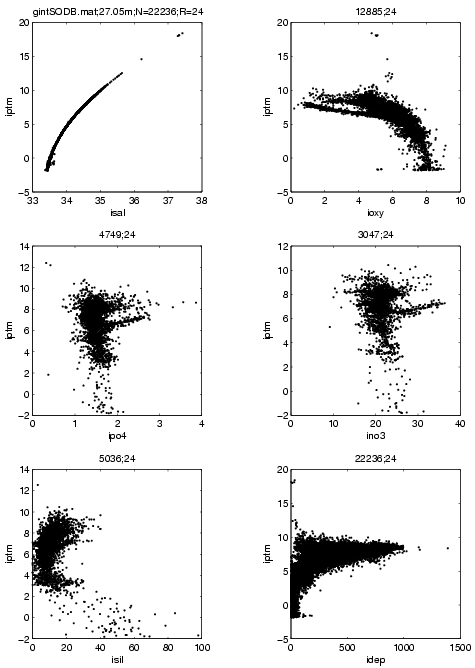 gintSODB.mat;27.05m;N=22236;R=24
20
15
10
5
0
−5
iptm
33 34 35 36 37 38
isal
12885;24
20
15
10
5
0
−5
iptm
0 2 4 6 8 10
ioxy
4749;24
14
12
10
8
6
4
2
0
−2
iptm
0 1 2 3 4
ipo4
3047;24
12
10
8
6
4
2
0
−2
iptm
0 10 20 30 40
ino3
5036;24
14
12
10
8
6
4
2
0
−2
iptm
0 20 40 60 80 100
isil
22236;24
20
15
10
5
0
−5
iptm
0 500 1000 1500
idep